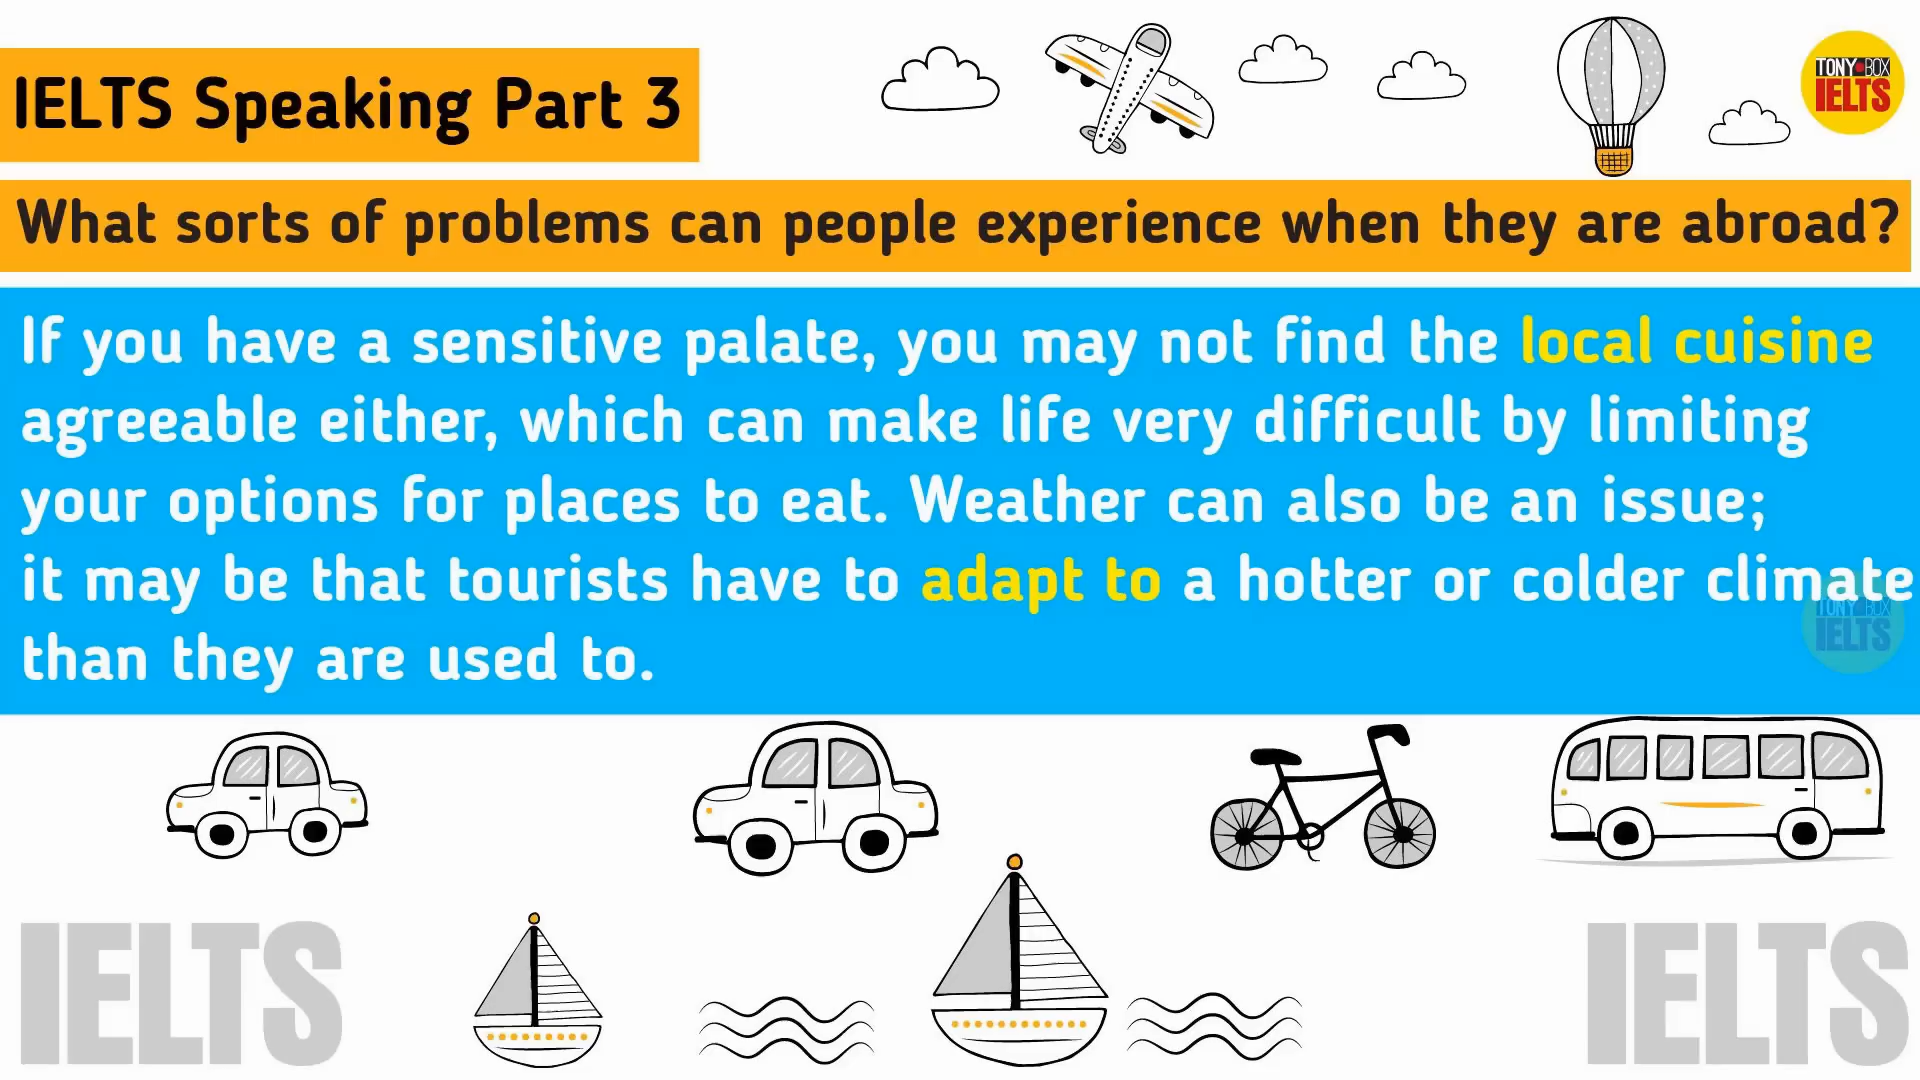 IELTS Speaking Part 3
TONY BOX
IELTS
What sorts of problems can people experience when they are abroad?
If you have a sensitive palate, you may not find the local cuisine
agreeable either, which can make life very difficult by limiting
your options for places to eat. Weather can also be an issue;
it may be that tourists have to adapt to a hotter or colder climate
than they are used to.
TONY BOX
IELTS
IELTS
IELTS